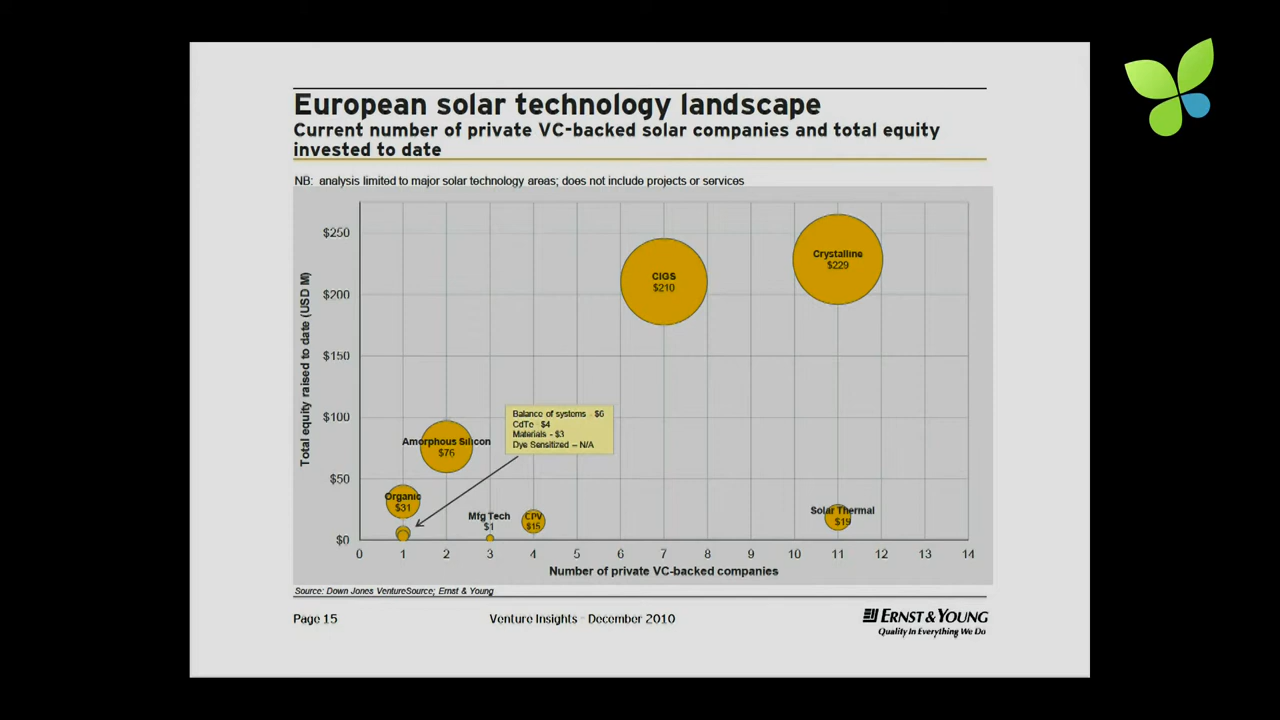 European solar technology landscape
Current number of private VC-backed solar companies and total equity
invested to date
NB: analysis limited to major solar technology areas; does not include projects or services
Total equity raised to date (USD M)
$250
$200
$150
$100
$50
$0
Crystalline
$229
CIGS
$210
Balance of systems - $6
CdTe - $4
Materials - $3
Dye Sensitized – N/A
Amorphous Silicon
$76
Organic
$31
Mfg Tech
$1
CPV
$15
Solar Thermal
$19
0 1 2 3 4 5 6 7 8 9 10 11 12 13 14
Number of private VC-backed companies
Source: Down Jones VentureSource; Ernst & Young
Page 15
Venture Insights - December 2010
ERNST & YOUNG
Quality In Everything We Do